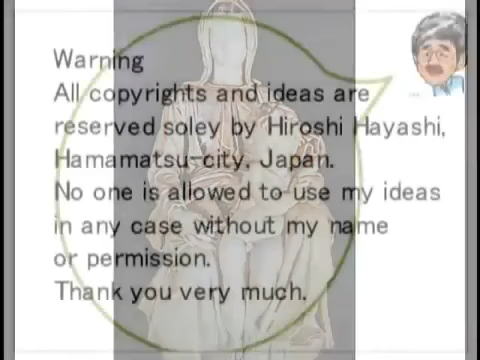 Warning
All copyrights and ideas are
reserved soley by Hiroshi Hayashi,
Hamamatsu-city, Japan.
No one is allowed to use my ideas
in any case without my name
or permission.
Thank you very much.